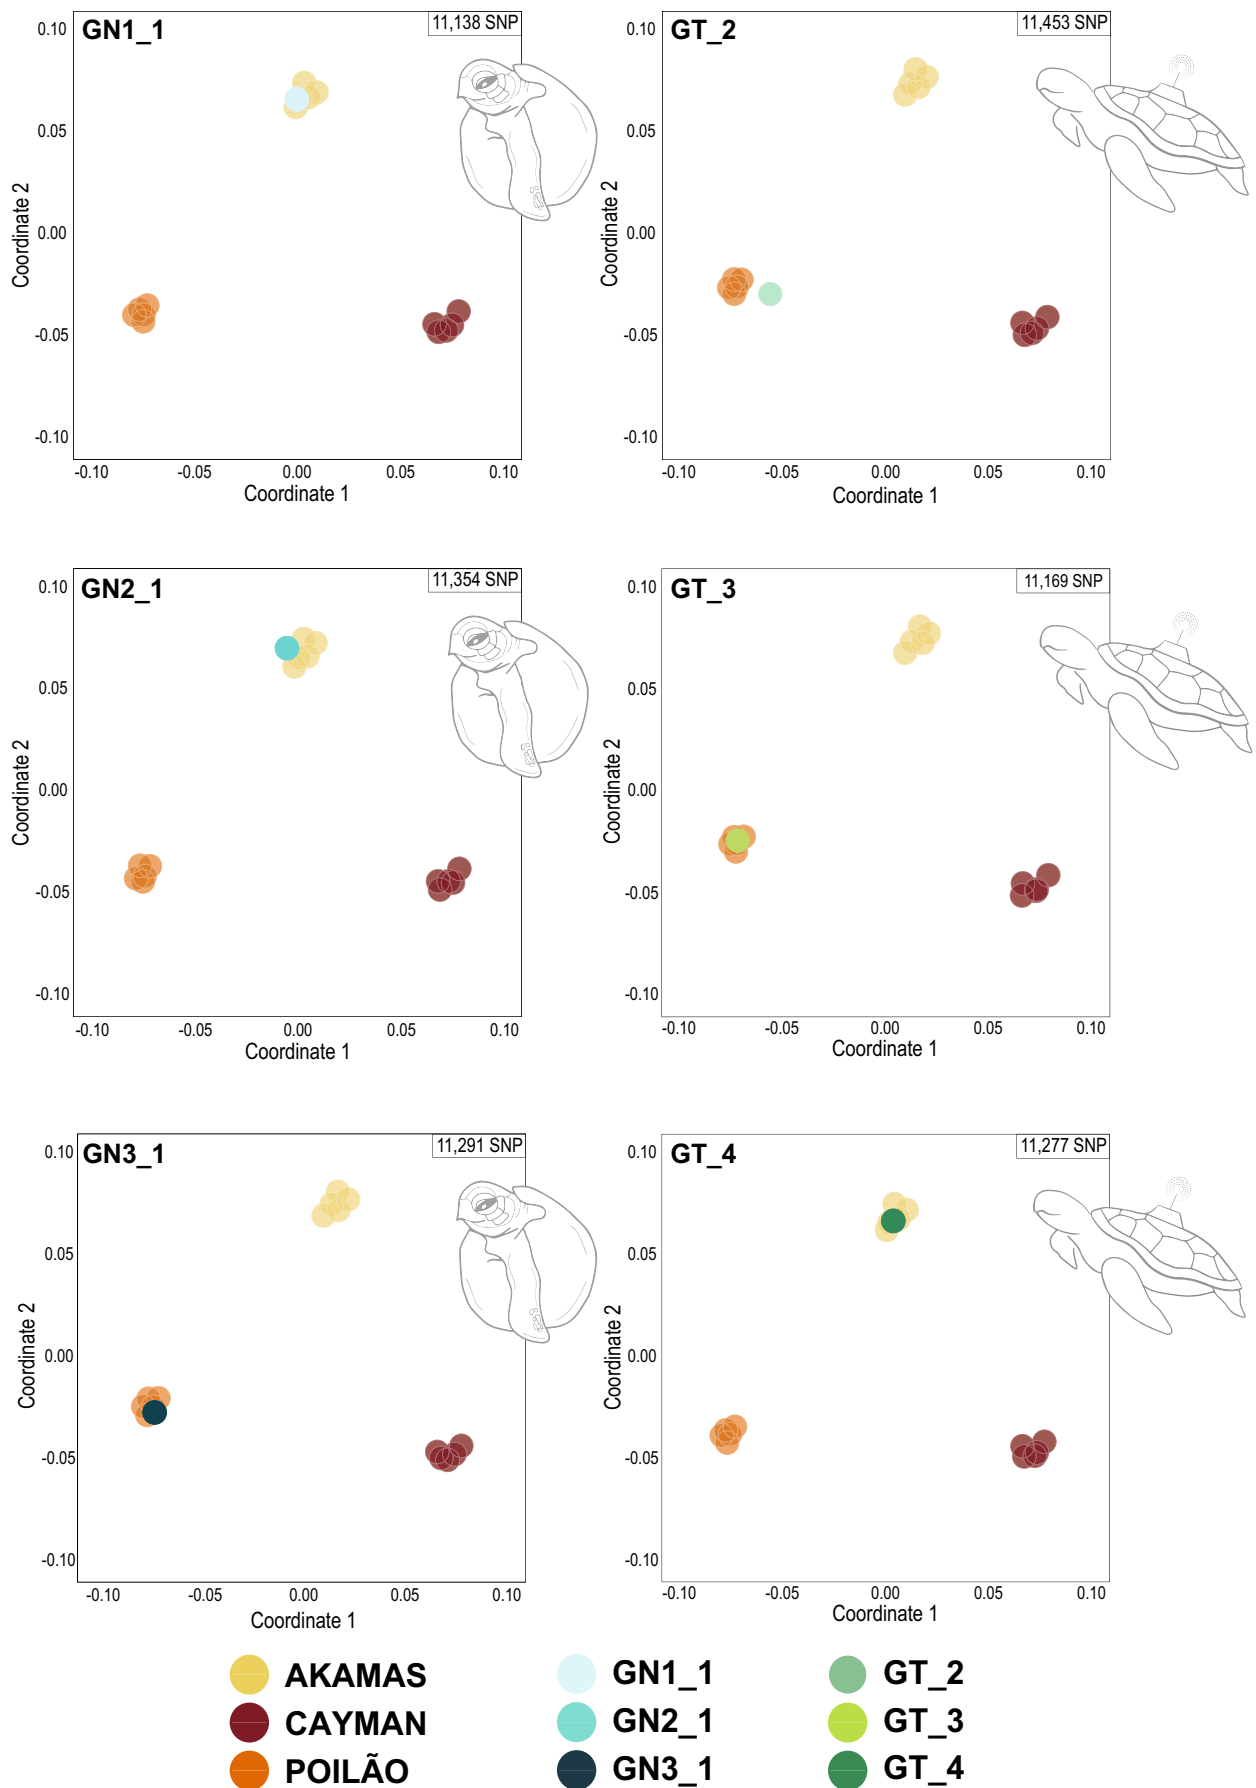 GN1_1
11,138 SNP
0.10
0.05
0.00
-0.05
-0.10
Coordinate 2
-0.10 -0.05 0.00 0.05 0.10
Coordinate 1
GT_2
11,453 SNP
0.10
0.05
0.00
-0.05
-0.10
Coordinate 2
-0.10 -0.05 0.00 0.05 0.10
Coordinate 1
GN2_1
11,354 SNP
0.10
0.05
0.00
-0.05
-0.10
Coordinate 2
-0.10 -0.05 0.00 0.05 0.10
Coordinate 1
GT_3
11,169 SNP
0.10
0.05
0.00
-0.05
-0.10
Coordinate 2
-0.10 -0.05 0.00 0.05 0.10
Coordinate 1
GN3_1
11,291 SNP
0.10
0.05
0.00
-0.05
-0.10
Coordinate 2
-0.10 -0.05 0.00 0.05 0.10
Coordinate 1
GT_4
11,277 SNP
0.10
0.05
0.00
-0.05
-0.10
Coordinate 2
-0.10 -0.05 0.00 0.05 0.10
Coordinate 1
AKAMAS
CAYMAN
POILÃO
GN1_1
GN2_1
GN3_1
GT_2
GT_3
GT_4